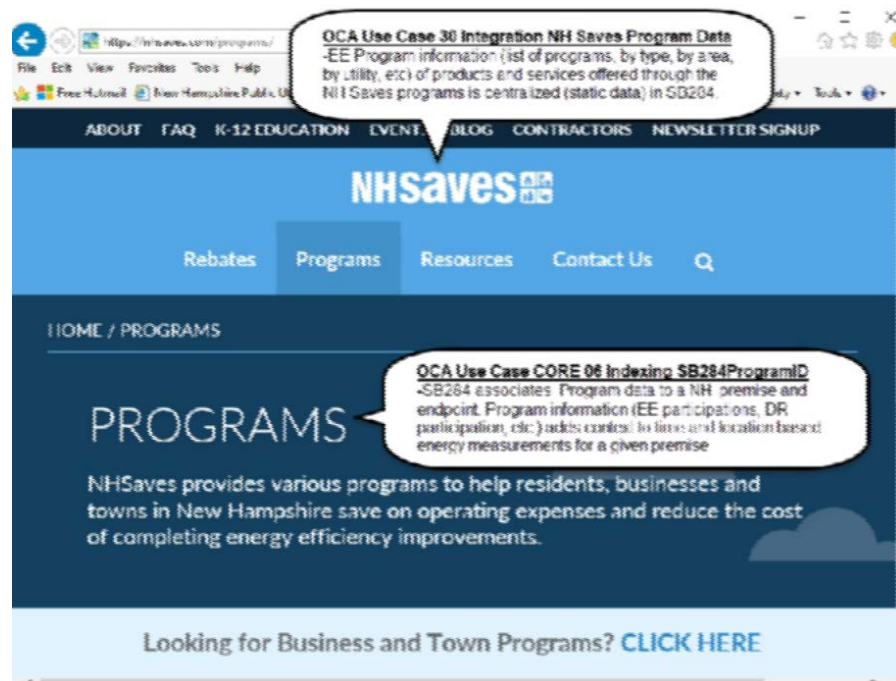 https://nhsaves.com/programs/
OCA Use Case 30 Integration NH Saves Program Data
-EE Program information (list of programs, by type, by area,
by utility, etc) of products and services offered through the
NH Saves programs is centralized (static data) in SB284.
File Edit View Favorites Tools Help
Free Hotmail New Hampshire Public U
Tools
ABOUT FAQ K-12 EDUCATION EVENT BLOG CONTRACTORS NEWSLETTER SIGNUP
NHsaves
Rebates Programs Resources Contact Us
HOME / PROGRAMS
OCA Use Case CORE 06 Indexing SB284ProgramID
-SB284 associates Program data to a NH premise and
endpoint. Program information (EE participations, DR
participation, etc.) adds context to time and location based
energy measurements for a given premise
PROGRAMS
NHSaves provides various programs to help residents, businesses and
towns in New Hampshire save on operating expenses and reduce the cost
of completing energy efficiency improvements.
Looking for Business and Town Programs? CLICK HERE